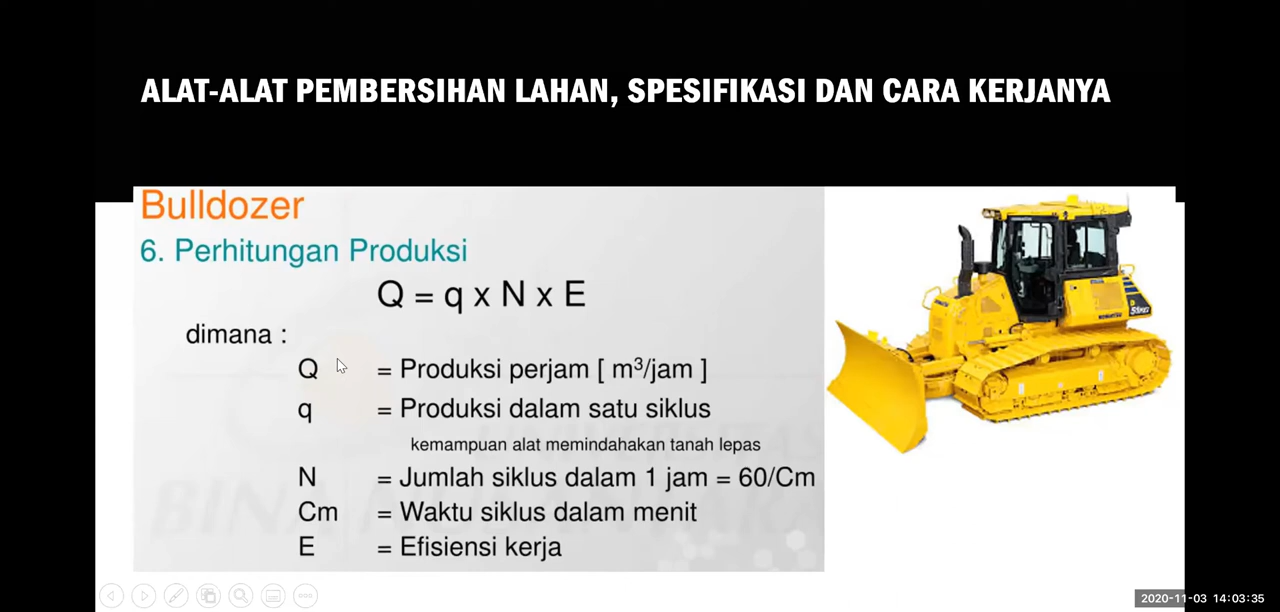 ALAT-ALAT PEMBERSIHAN LAHAN, SPESIFIKASI DAN CARA KERJANYA
Bulldozer
6. Perhitungan Produksi
Q = q x N x E
dimana :
Q = Produksi perjam [ m³/jam ]
q = Produksi dalam satu siklus
kemampuan alat memindahakan tanah lepas
N = Jumlah siklus dalam 1 jam = 60/Cm
Cm = Waktu siklus dalam menit
E = Efisiensi kerja
2020-11-03 14:03:35